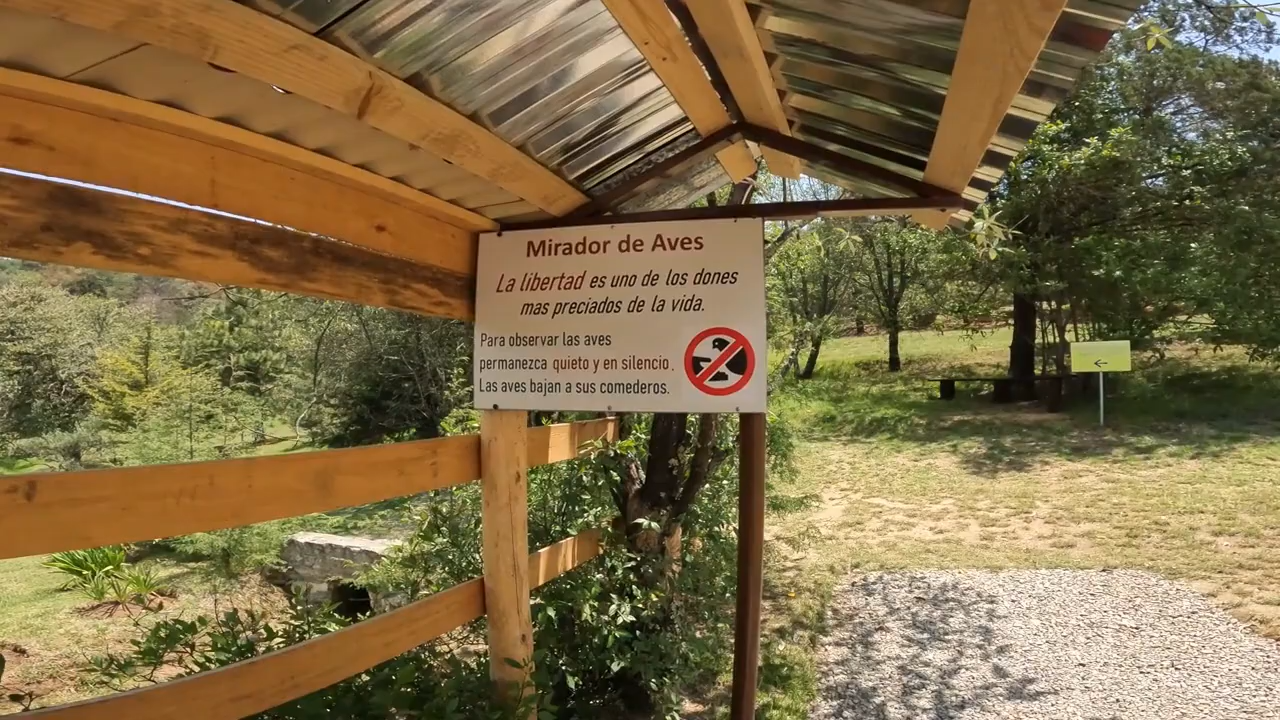 Mirador de Aves
La libertad es uno de los dones
mas preciados de la vida.
Para observar las aves
permanezca quieto y en silencio.
Las aves bajan a sus comederos.